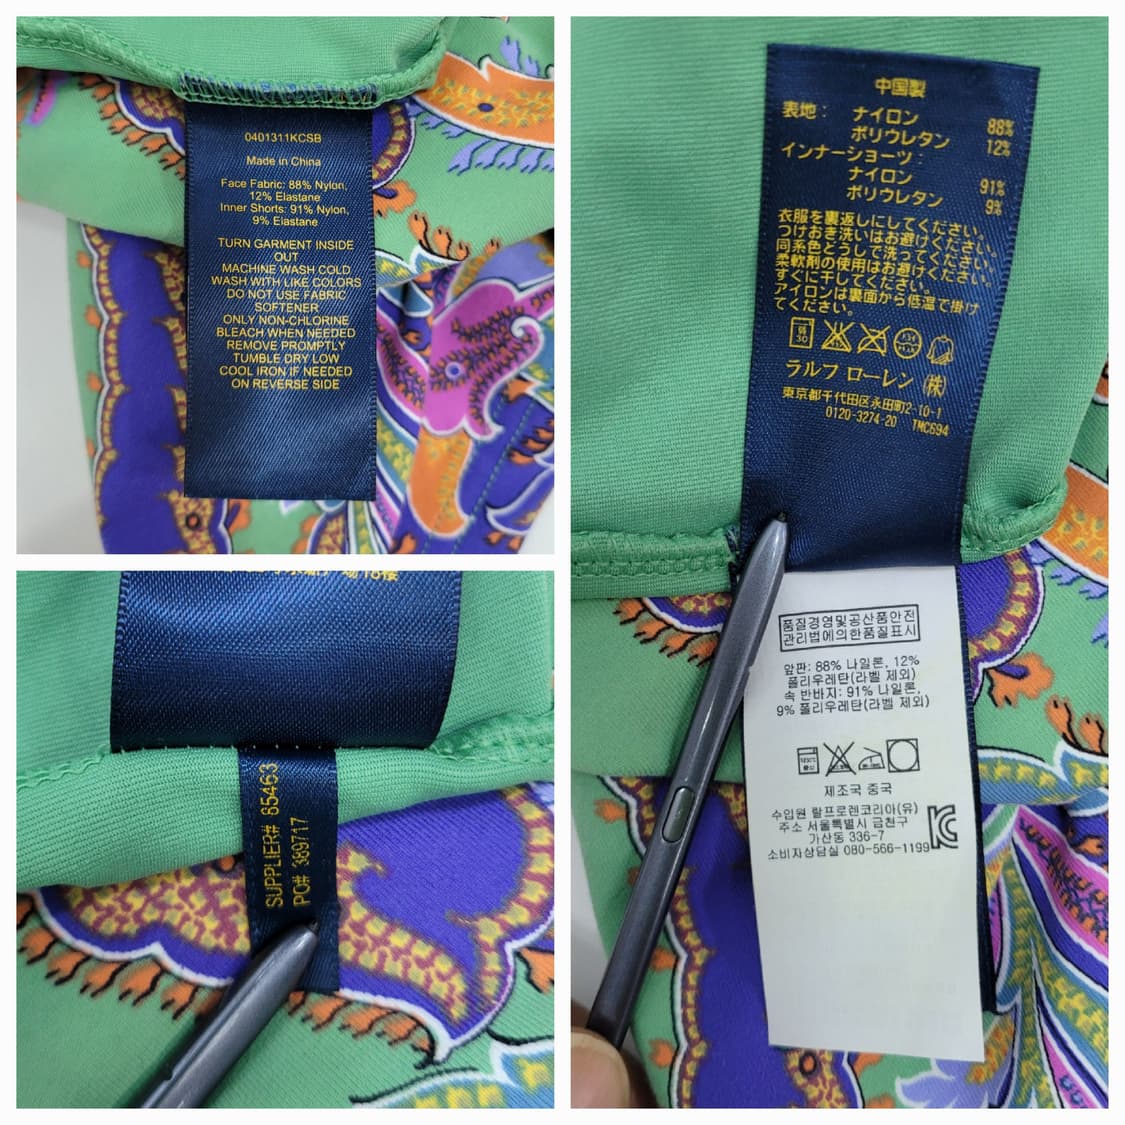 0401311KCSB
Made in China
Face Fabric: 88% Nylon,
12% Elastane
Inner Shorts: 91% Nylon,
9% Elastane
TURN GARMENT INSIDE
OUT
MACHINE WASH COLD
WASH WITH LIKE COLORS
DO NOT USE FABRIC
SOFTENER
ONLY NON-CHLORINE
BLEACH WHEN NEEDED
REMOVE PROMPTLY
TUMBLE DRY LOW
COOL IRON IF NEEDED
ON REVERSE SIDE
SUPPLIER# 65463
PO# 389717
中国製
表地: ナイロン 88%
ポリウレタン 12%
インナーショーツ:
ナイロン 91%
ポリウレタン 9%
衣服を裏返しにしてください。
つけおき洗いはお避けください。
同系色どうしで洗ってください。
柔軟剤の使用はお避けください。
すぐに干してください。
アイロンは裏面から低温で掛け
てください。
ラルフ ローレン ㈱
東京都千代田区永田町2-10-1
0120-3274-20 TMC694
품질경영및공산품안전
관리법에의한품질표시
앞판: 88% 나일론, 12%
폴리우레탄(라벨 제외)
속 반바지: 91% 나일론,
9% 폴리우레탄(라벨 제외)
제조국 중국
수입원 랄프로렌코리아(유)
주소 서울특별시 금천구
가산동 336-7
소비자상담실 080-566-1199